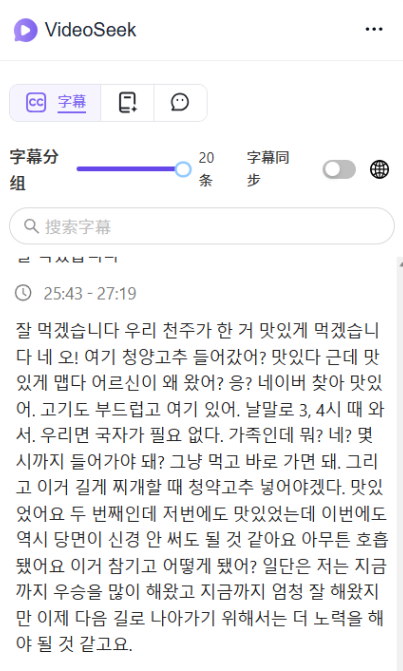 VideoSeek
CC 字幕
字幕分
组
20
条
字幕同
步
搜索字幕
25:43 - 27:19
잘 먹겠습니다 우리 천주가 한 거 맛있게 먹겠습니
다 네 오! 여기 청양고추 들어갔어? 맛있다 근데 맛
있게 맵다 어르신이 왜 왔어? 응? 네이버 찾아 맛있
어. 고기도 부드럽고 여기 있어. 날말로 3, 4시 때 와
서. 우리면 국자가 필요 없다. 가족인데 뭐? 네? 몇
시까지 들어가야 돼? 그냥 먹고 바로 가면 돼. 그리
고 이거 길게 찌개할 때 청약고추 넣어야겠다. 맛있
었어요 두 번째인데 저번에도 맛있었는데 이번에도
역시 당면이 신경 안 써도 될 것 같아요 아무튼 호흡
됐어요 이거 참기고 어떻게 됐어? 일단은 저는 지금
까지 우승을 많이 해왔고 지금까지 엄청 잘 해왔지
만 이제 다음 길로 나아가기 위해서는 더 노력을 해
야 될 것 같고요.